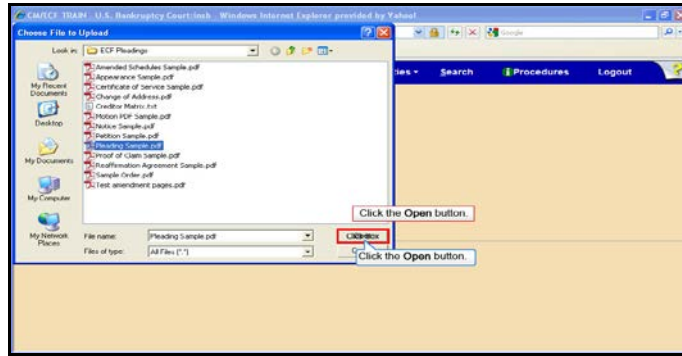 CM/ECF TRAIN - U.S. Bankruptcy Court:insb - Windows Internet Explorer provided by Yahoo!
Choose File to Upload
Look in:
ECF Pleadings
Google
Search
Procedures
Logout
My Recent
Documents
Desktop
My Documents
My Computer
My Network
Places
Amended Schedules Sample.pdf
Appearance Sample.pdf
Certificate of Service Sample.pdf
Change of Address.pdf
Creditor Matrix.txt
Motion PDF Sample.pdf
Notice Sample.pdf
Petition Sample.pdf
Pleading Sample.pdf
Proof of Claim Sample.pdf
Reaffirmation Agreement Sample.pdf
Sample Order.pdf
Test amendment pages.pdf
Click the Open button.
File name:
Pleading Sample.pdf
Files of type:
All Files (*.*)
Click the Open button.